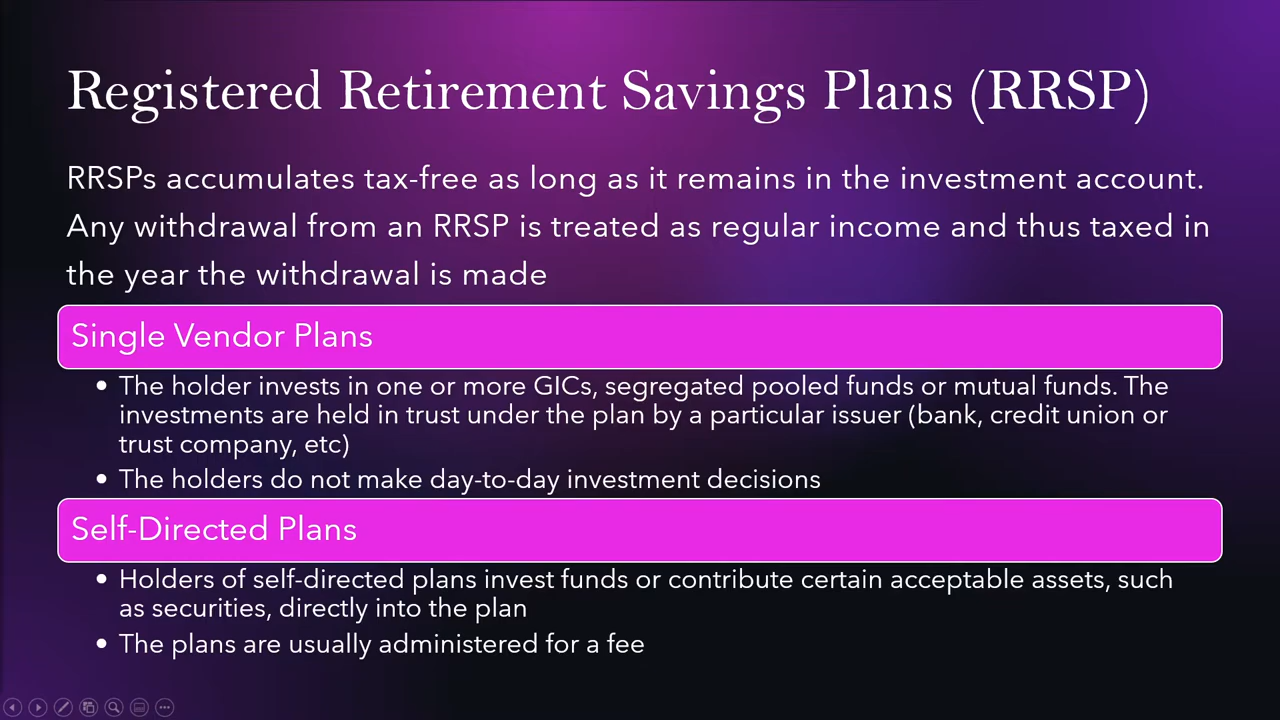 Registered Retirement Savings Plans (RRSP)
RRSPs accumulates tax-free as long as it remains in the investment account.
Any withdrawal from an RRSP is treated as regular income and thus taxed in
the year the withdrawal is made
Single Vendor Plans
• The holder invests in one or more GICs, segregated pooled funds or mutual funds. The
investments are held in trust under the plan by a particular issuer (bank, credit union or
trust company, etc)
• The holders do not make day-to-day investment decisions
Self-Directed Plans
• Holders of self-directed plans invest funds or contribute certain acceptable assets, such
as securities, directly into the plan
• The plans are usually administered for a fee